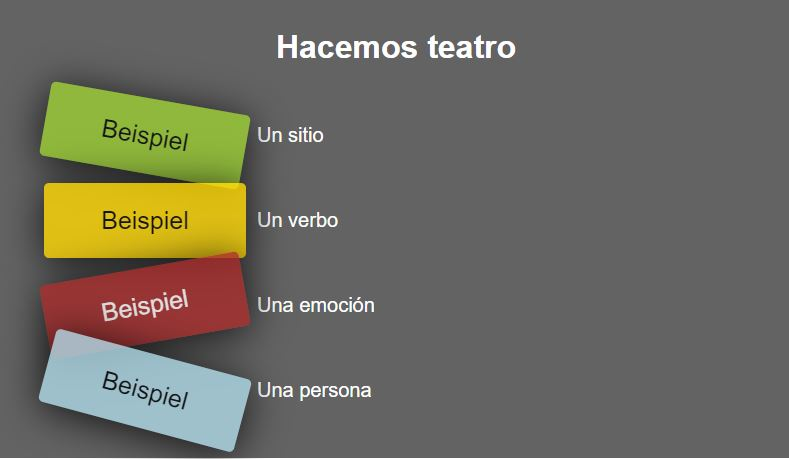 Hacemos teatro
Beispiel
Un sitio
Beispiel
Un verbo
Beispiel
Una emoción
Beispiel
Una persona